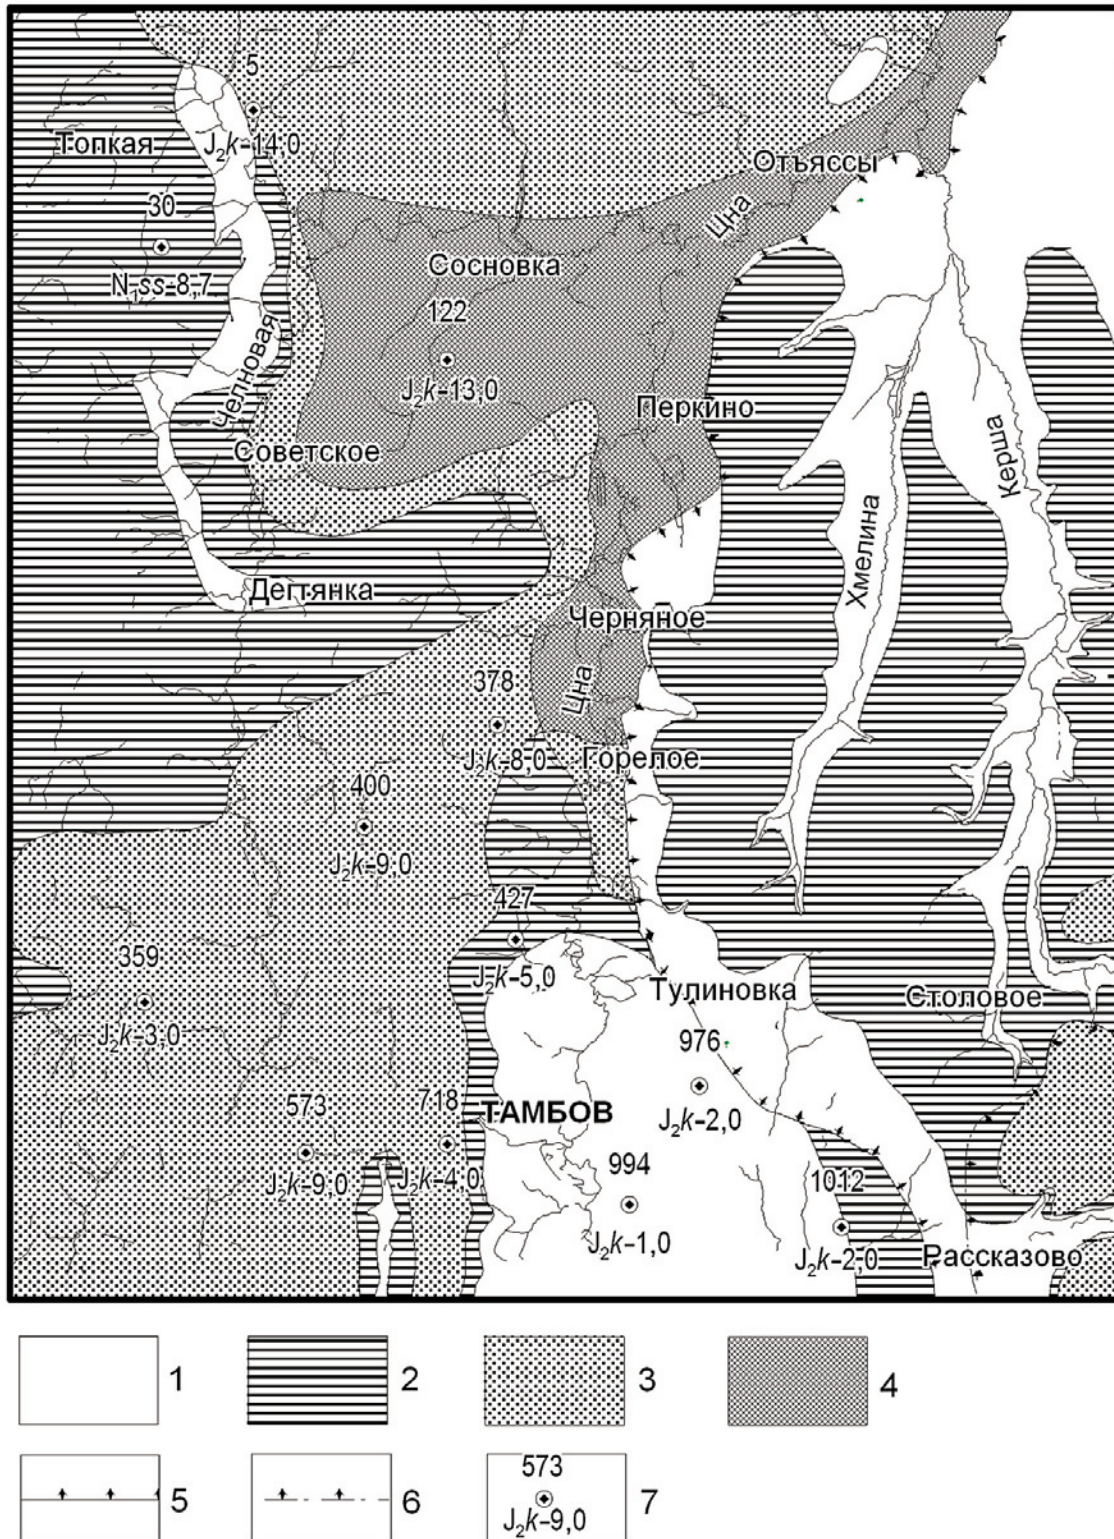 5
Топкая
J₂k-14,0
Отъяссы
30
Цна
N₁ss-8,7
Сосновка
122
Челновая
J₂k-13,0
Перкино
Советское
Керша
Хмелина
Дегтянка
Черняное
378
Цна
J₂k-8,0
Горелое
400
J₂k-9,0
427
359
J₂k-5,0
Тулиновка
Столовое
J₂k-3,0
976
573
718
ТАМБОВ
J₂k-2,0
J₂k-9,0
J₂k-4,0
994
1012
J₂k-1,0
J₂k-2,0
Рассказово
1
2
3
4
5
6
573
J₂k-9,0
7